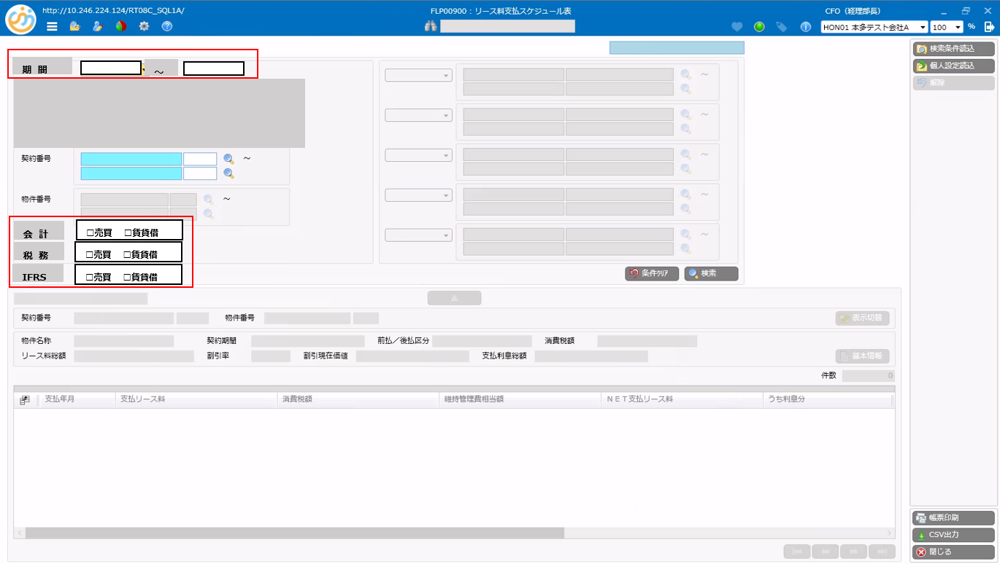 http://10.246.224.124/RT08C_SQL1A/
FLP00900：リース料支払スケジュール表
CFO（経理部長）
HON01 本多テスト会社A
100
%
期 間
～
検索条件読込
個人設定読込
解除
～
～
～
～
～
契約番号
～
物件番号
～
会 計
□売買 □賃貸借
税 務
□売買 □賃貸借
IFRS
□売買 □賃貸借
条件ｸﾘｱ
検索
契約番号
物件番号
表示切替
物件名称
契約期間
前払／後払区分
消費税額
リース料総額
割引率
割引現在価値
支払利息総額
基本情報
件数
0
支払年月
支払リース料
消費税額
維持管理費相当額
ＮＥＴ支払リース料
うち利息分
帳票印刷
CSV出力
閉じる